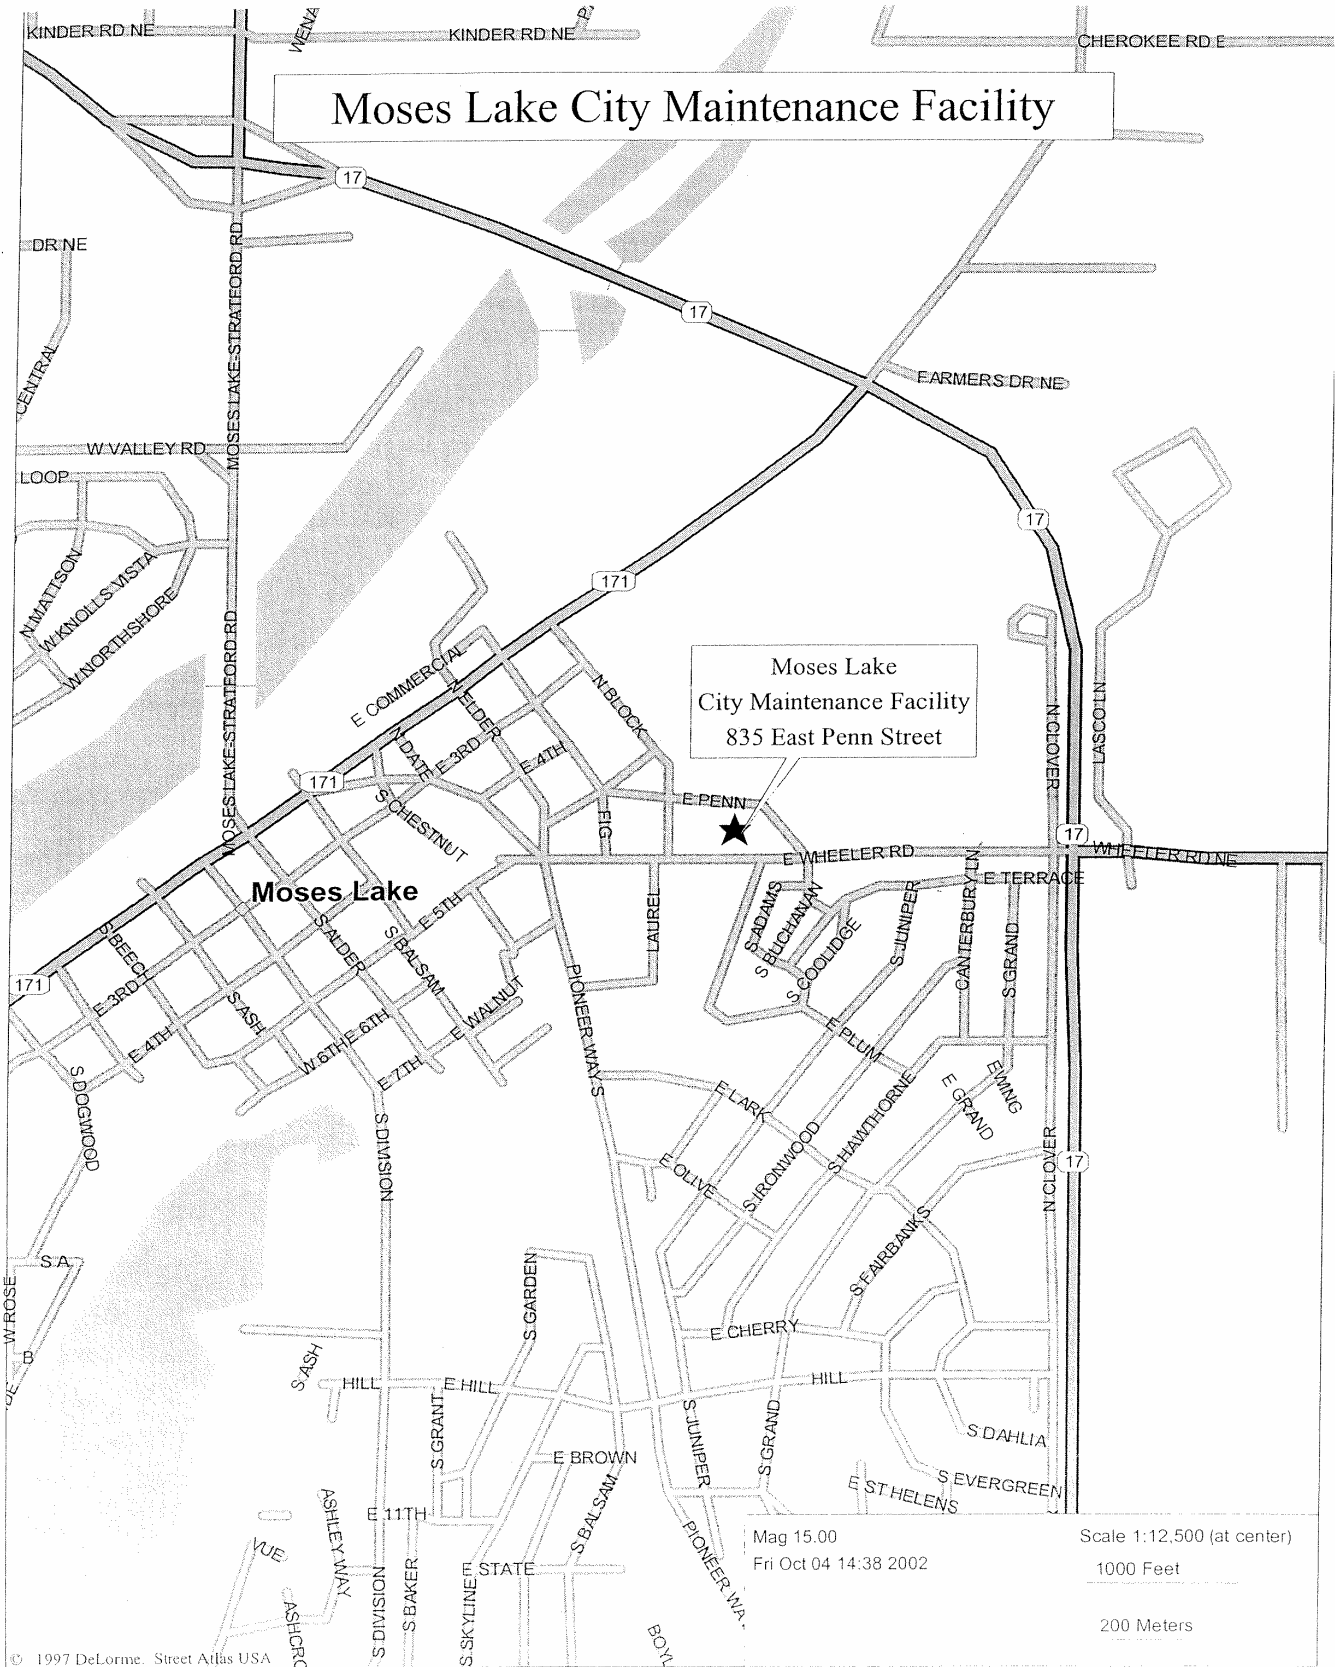 KINDER RD NE
WENA
KINDER RD NE
CHEROKEE RD E
Moses Lake City Maintenance Facility
17
DR NE
MOSES LAKE-STRATFORD RD
17
CENTRAL
FARMERS DR NE
W VALLEY RD
LOOP
17
N MATTSON
W KNOLLS VISTA
W NORTHSHORE
171
MOSES LAKE-STRATFORD RD
E COMMERCIAL
N ELDER
N BLOCK
Moses Lake
City Maintenance Facility
835 East Penn Street
N CLOVER
LASCO LN
N DATE
E 3RD
E 4TH
171
S CHESTNUT
FIG
E PENN
17
E WHEELER RD
WHEELER RD NE
Moses Lake
E TERRACE
LAUREL
S ADAMS
S BUCHANAN
S COOLIDGE
S JUNIPER
CANTERBURY LN
S GRAND
E 5TH
S BEECH
S ALDER
S BALSAM
171
E 3RD
S ASH
E 4TH
W 6TH
E 6TH
E WALNUT
E 7TH
PIONEER WAY S
E PLUM
S DOGWOOD
S DIVISION
E LARK
S HAWTHORNE
E GRAND
EWING
E OLIVE
S IRONWOOD
N CLOVER
17
S FAIRBANKS
S A
W ROSE
B
S GARDEN
E CHERRY
S ASH
HILL
E HILL
HILL
S GRANT
S JUNIPER
S GRAND
S DAHLIA
E BROWN
S BALSAM
S EVERGREEN
E ST HELENS
E 11TH
ASHLEY WAY
VUE
E STATE
S DIVISION
S BAKER
S SKYLINE
PIONEER WA
ASHCRO
BOYL
Mag 15.00
Fri Oct 04 14:38 2002
Scale 1:12,500 (at center)
1000 Feet
200 Meters
© 1997 DeLorme. Street Atlas USA